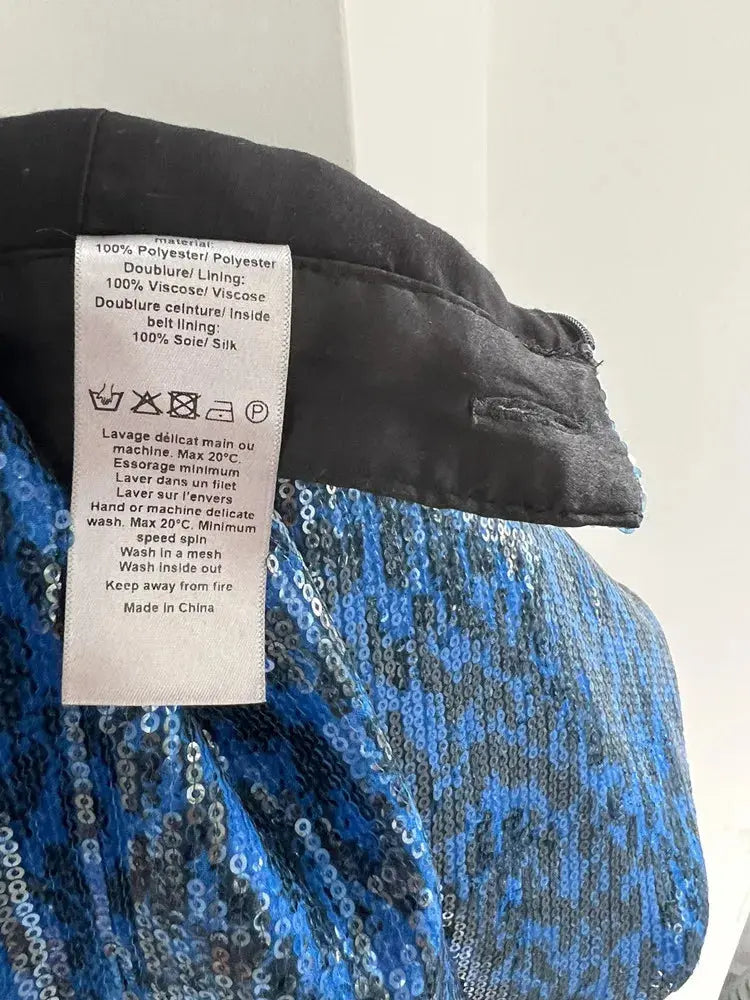 material:
100% Polyester/ Polyester
Doublure/ Lining:
100% Viscose/ Viscose
Doublure ceinture/ Inside
belt lining:
100% Soie/ Silk
P
Lavage délicat main ou
machine. Max 20°C.
Essorage minimum
Laver dans un filet
Laver sur l'envers
Hand or machine delicate
wash. Max 20°C. Minimum
speed spin
Wash in a mesh
Wash inside out
Keep away from fire
Made in China